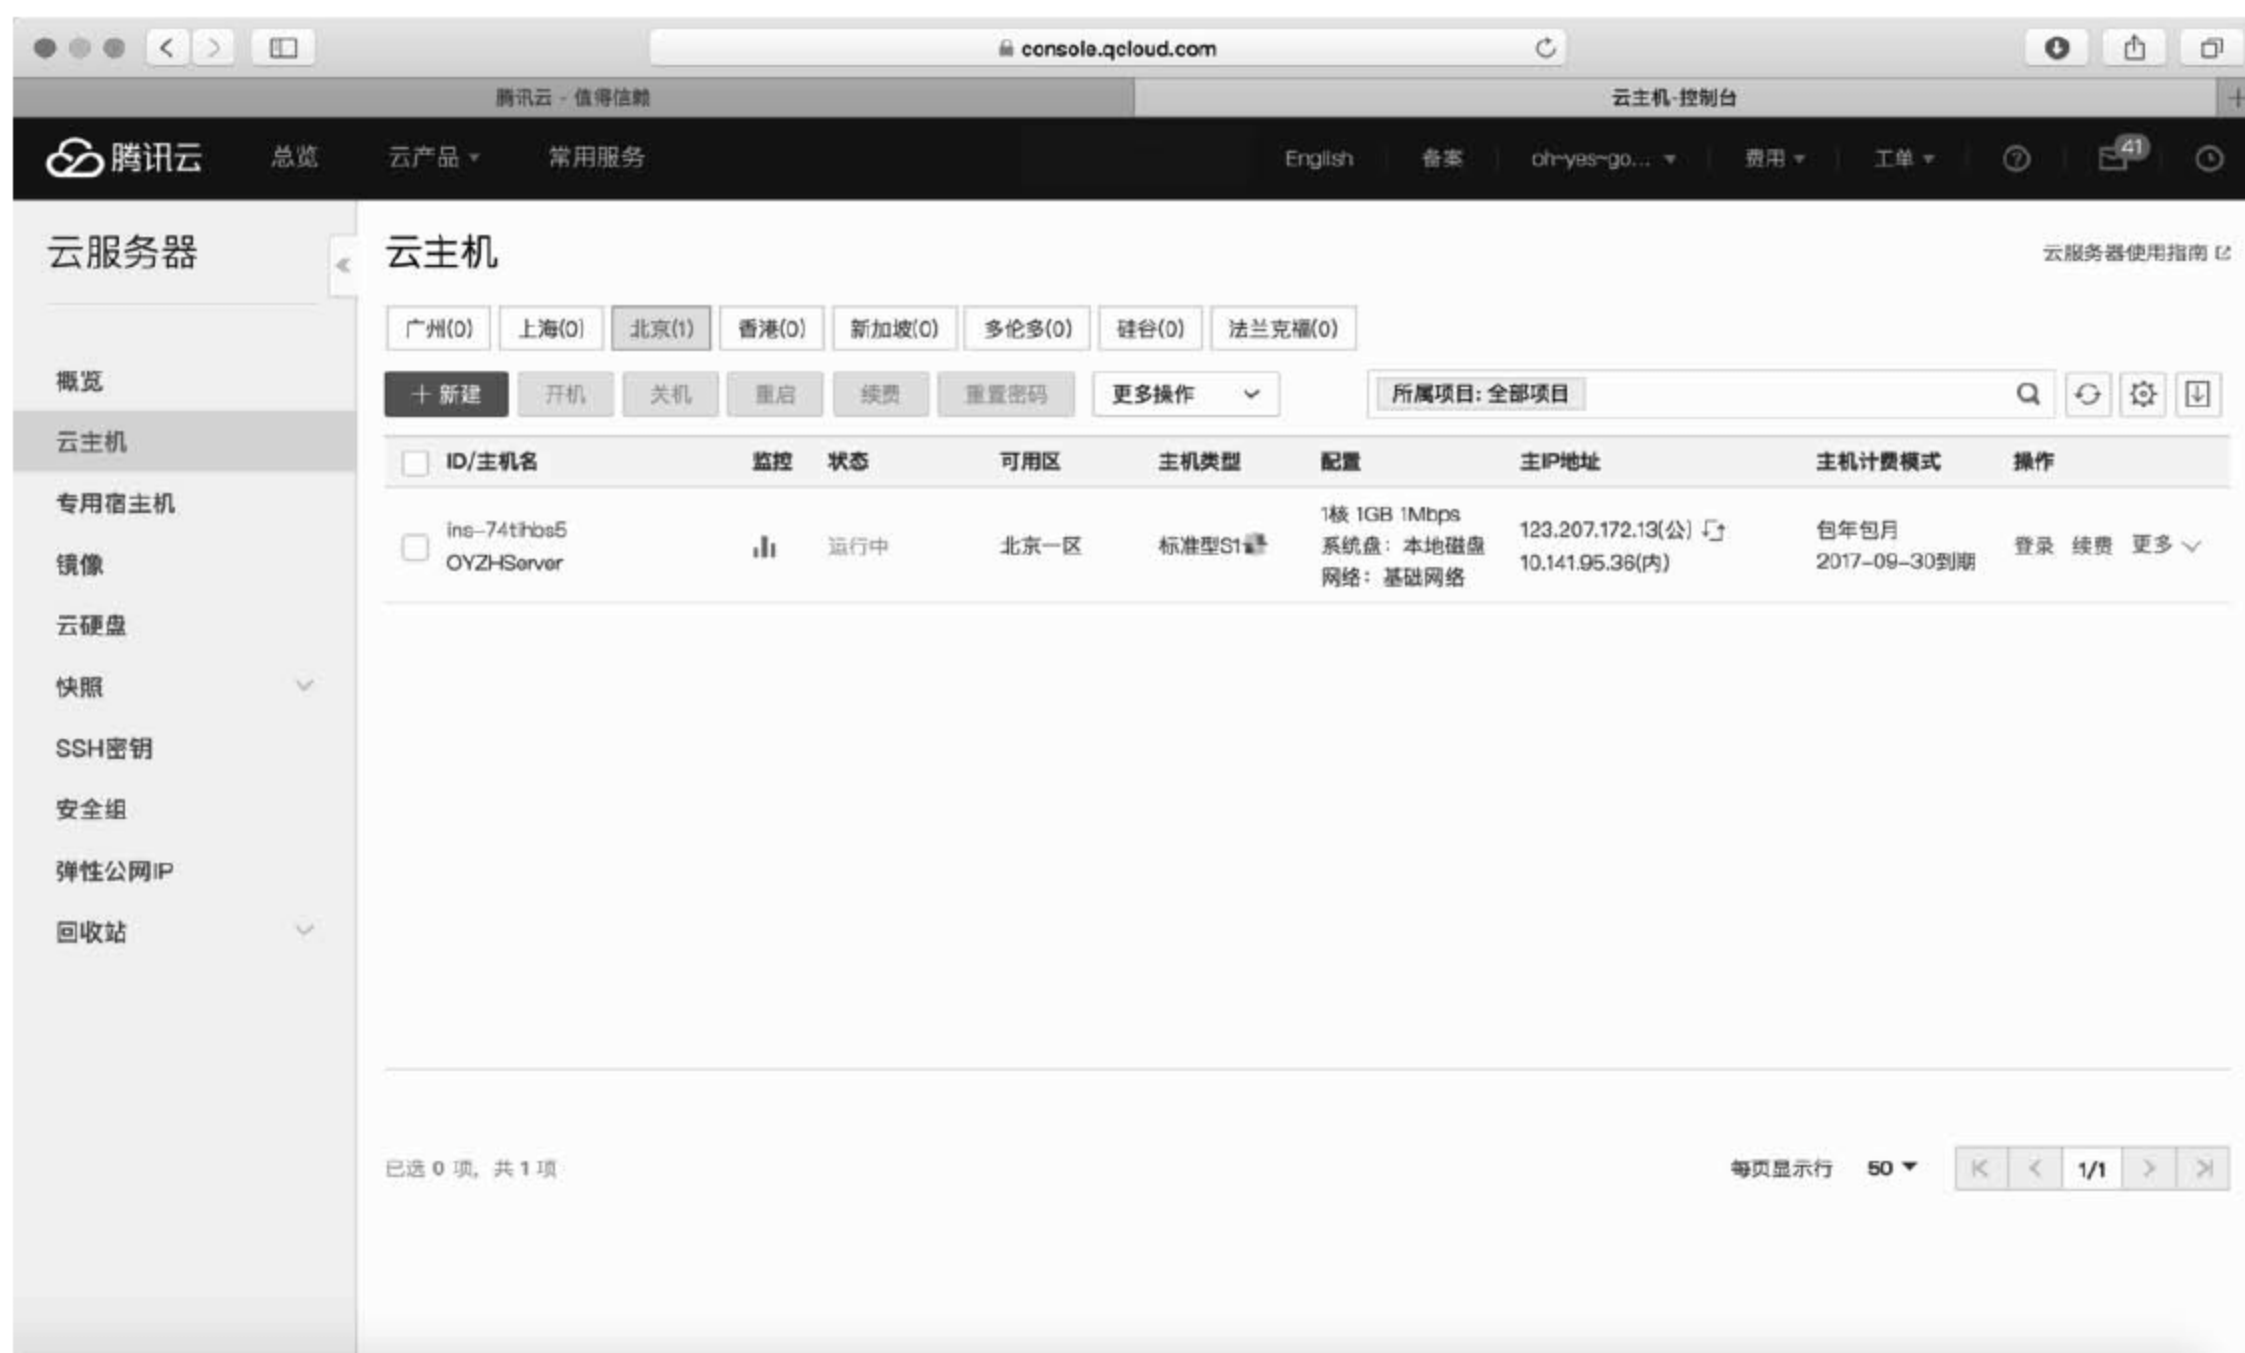 console.qcloud.com
腾讯云 - 值得信赖
云主机-控制台
腾讯云 总览 云产品 常用服务 English 备案 oh~yes~go... 费用 工单 41
云服务器
云主机
云服务器使用指南
广州(0) 上海(0) 北京(1) 香港(0) 新加坡(0) 多伦多(0) 硅谷(0) 法兰克福(0)
+ 新建 开机 关机 重启 续费 重置密码 更多操作 所属项目: 全部项目
概览
云主机
专用宿主机
镜像
云硬盘
快照
SSH密钥
安全组
弹性公网IP
回收站
ID/主机名 监控 状态 可用区 主机类型 配置 主IP地址 主机计费模式 操作
ins-74tihbs5
OYZHServer
运行中
北京一区
标准型S1
1核 1GB 1Mbps
系统盘：本地磁盘
网络：基础网络
123.207.172.13(公)
10.141.95.36(内)
包年包月
2017-09-30到期
登录 续费 更多
已选 0 项，共 1 项
每页显示行 50 1/1